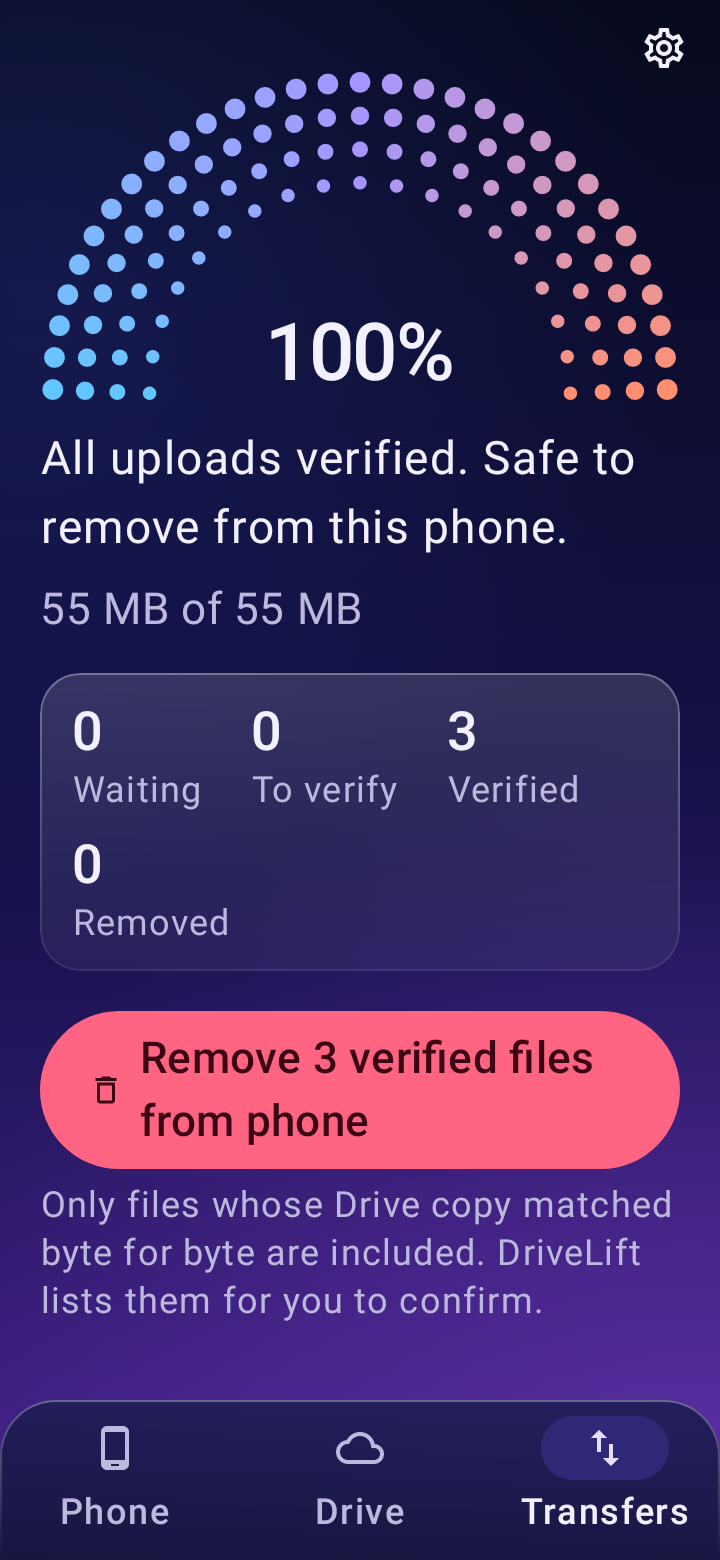 100%
All uploads verified. Safe to
remove from this phone.
55 MB of 55 MB
0 0 3
Waiting To verify Verified
0
Removed
Remove 3 verified files
from phone
Only files whose Drive copy matched
byte for byte are included. DriveLift
lists them for you to confirm.
Phone Drive Transfers